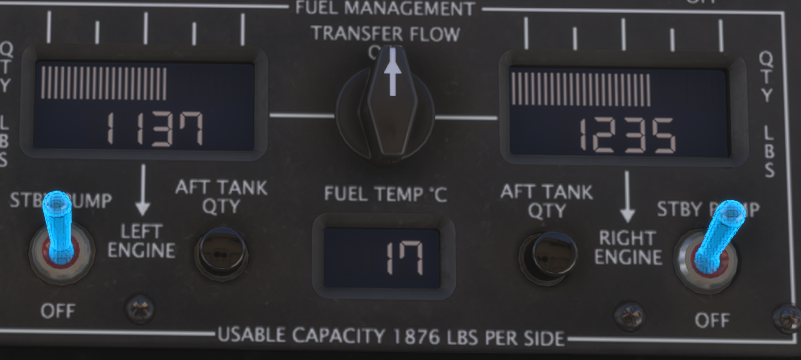 FUEL MANAGEMENT
TRANSFER FLOW
QTY LBS
1137
1235
QTY LBS
STBY PUMP
AFT TANK
QTY
FUEL TEMP °C
AFT TANK
QTY
STBY PUMP
LEFT
ENGINE
17
RIGHT
ENGINE
OFF
OFF
USABLE CAPACITY 1876 LBS PER SIDE